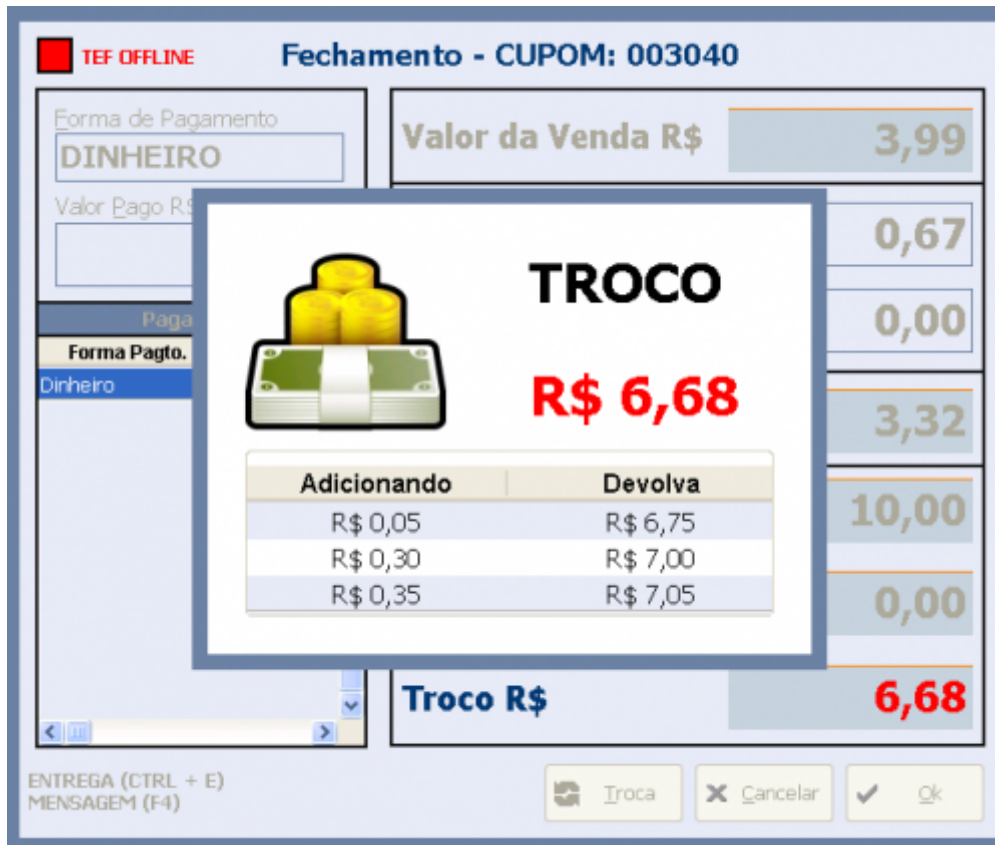 TEF OFFLINE
Fechamento - CUPOM: 003040
Forma de Pagamento
DINHEIRO
Valor Pago R$
Paga
Forma Pagto.
Dinheiro
Valor da Venda R$ 3,99
0,67
0,00
3,32
10,00
0,00
Troco R$ 6,68
TROCO
R$ 6,68
Adicionando Devolva
R$ 0,05 R$ 6,75
R$ 0,30 R$ 7,00
R$ 0,35 R$ 7,05
ENTREGA (CTRL + E)
MENSAGEM (F4)
Troca Cancelar Ok